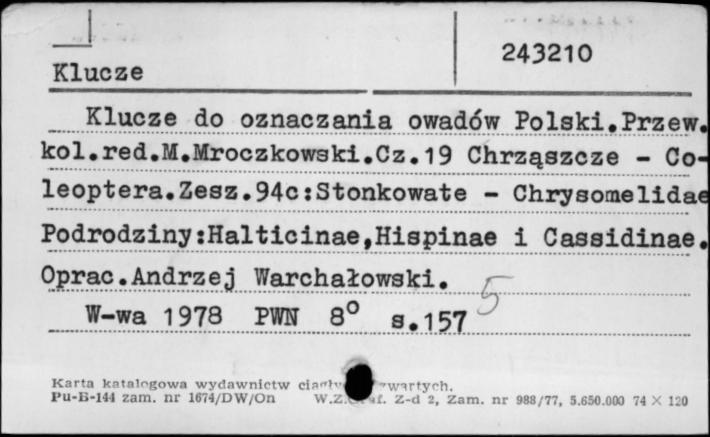 243210
Klucze
Klucze do oznaczania owadów Polski.Przew.
kol.red.M.Mroczkowski.Cz.19 Chrząszcze - Co-
leoptera.Zesz.94c:Stonkowate - Chrysomelidae
Podrodziny:Halticinae,Hispinae i Cassidinae.
Oprac.Andrzej Warchałowski.
W-wa 1978 PWN 8° s.157 5
Karta katalogowa wydawnictw
Pu-B-144 zam. nr 1674/DW/On Z-d 2, Zam. nr 988/77, 5.650.000 74 × 120